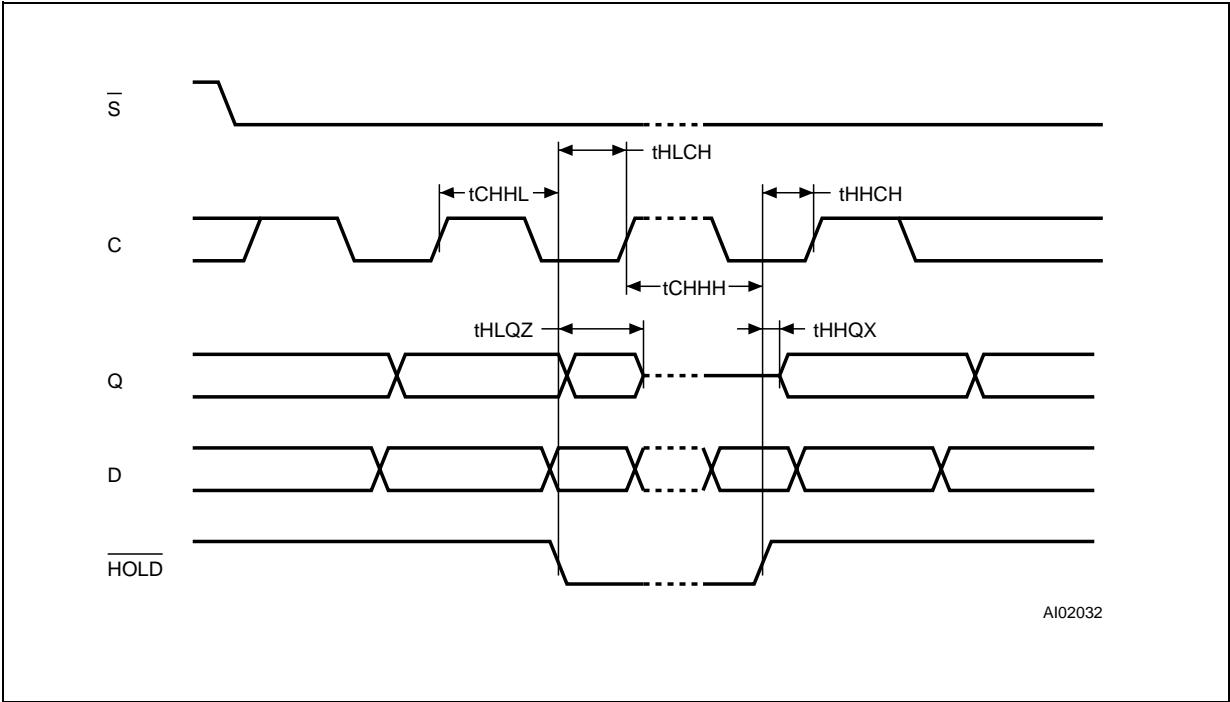 S
tHLCH
tCHHL
tHHCH
C
tCHHH
tHLQZ
tHHQX
Q
D
HOLD
AI02032